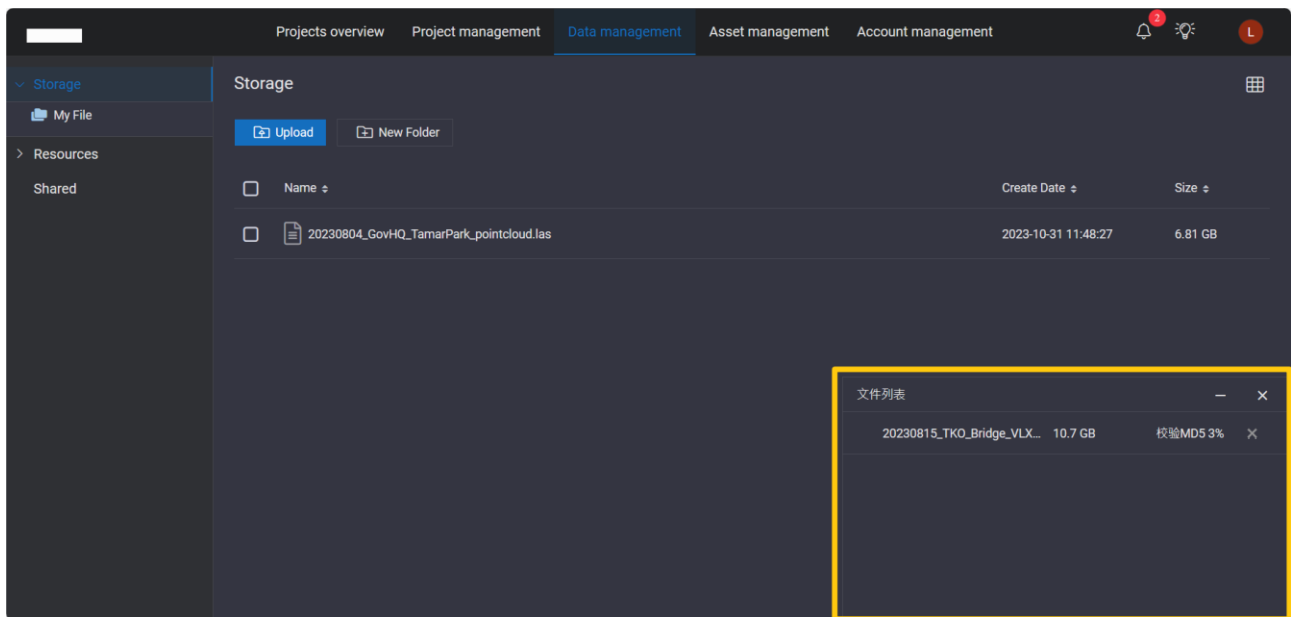 Projects overview Project management Data management Asset management Account management 2 L
Storage
My File
Resources
Shared
Storage
Upload New Folder
Name Create Date Size
20230804_GovHQ_TamarPark_pointcloud.las 2023-10-31 11:48:27 6.81 GB
文件列表
20230815_TKO_Bridge_VLX... 10.7 GB 校验MD5 3%